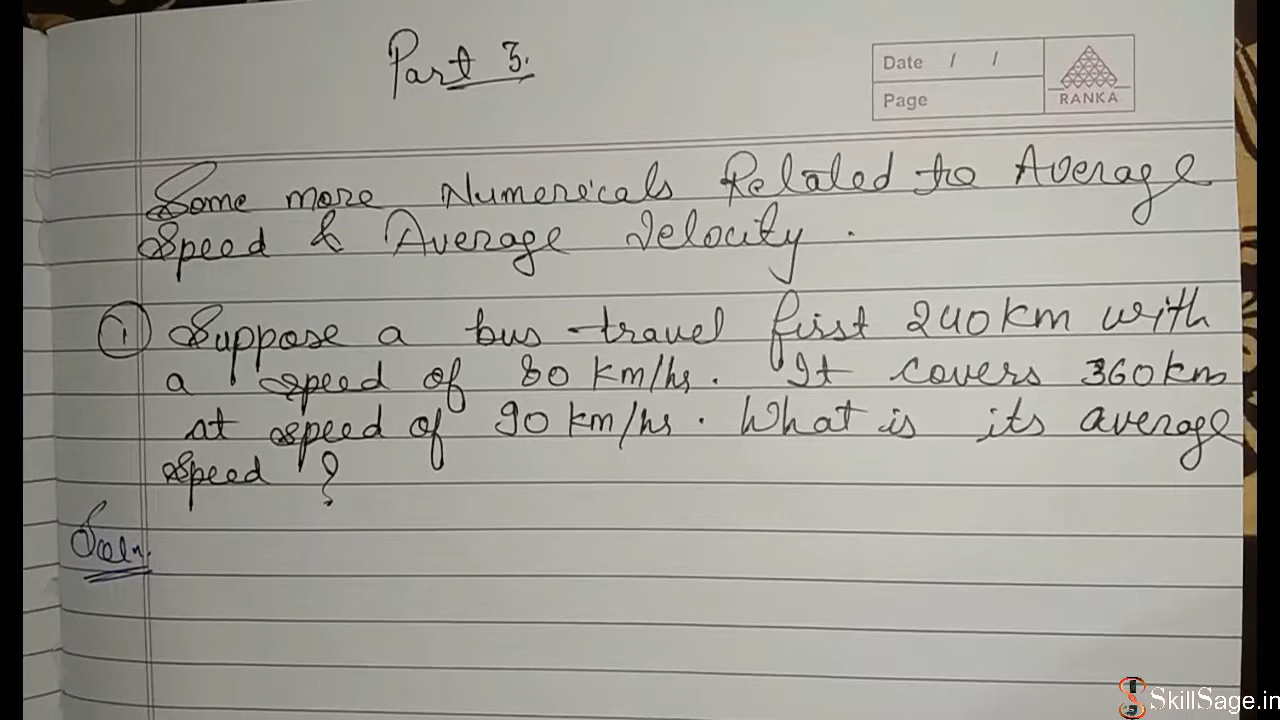 Part 3.
Date / /
Page
RANKA
Some more Numericals Related to Average
Speed & Average Velocity.
① Suppose a bus travel first 240 km with
a speed of 80 km/hs. It covers 360 km
at speed of 90 km/hs. What is its average
speed ?
Soln.
SkillSage.in